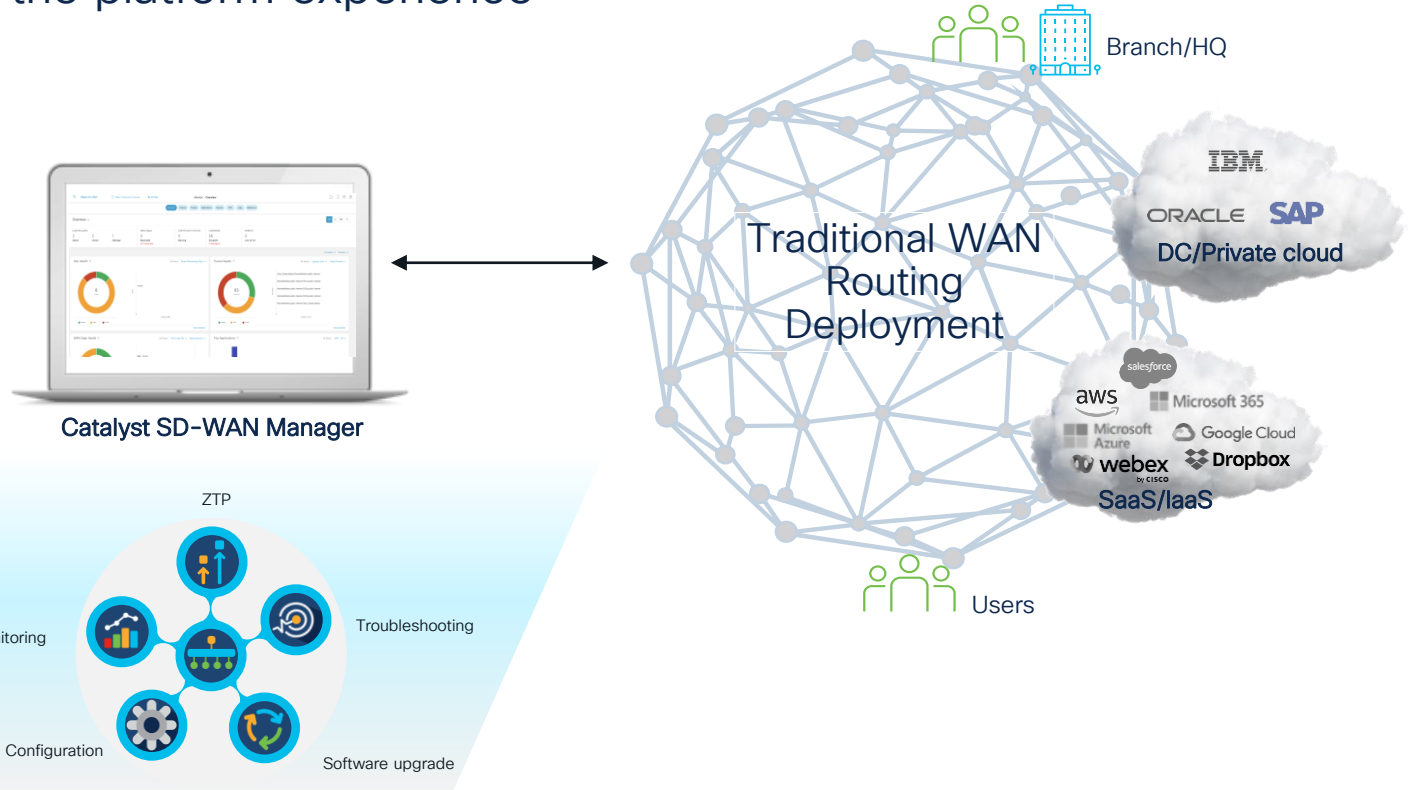 the platform experience
Branch/HQ
IBM
ORACLE SAP
DC/Private cloud
Traditional WAN
Routing
Deployment
Catalyst SD-WAN Manager
salesforce
aws
Microsoft 365
Microsoft
Azure
Google Cloud
webex
by CISCO
Dropbox
SaaS/IaaS
ZTP
Troubleshooting
itoring
Configuration
Software upgrade
Users